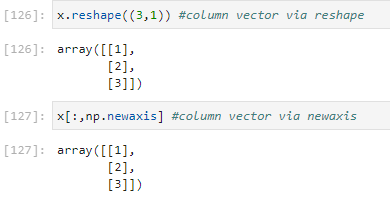 [126]: x.reshape((3,1)) #column vector via reshape
[126]: array([[1],
       [2],
       [3]])
[127]: x[:,np.newaxis] #column vector via newaxis
[127]: array([[1],
       [2],
       [3]])